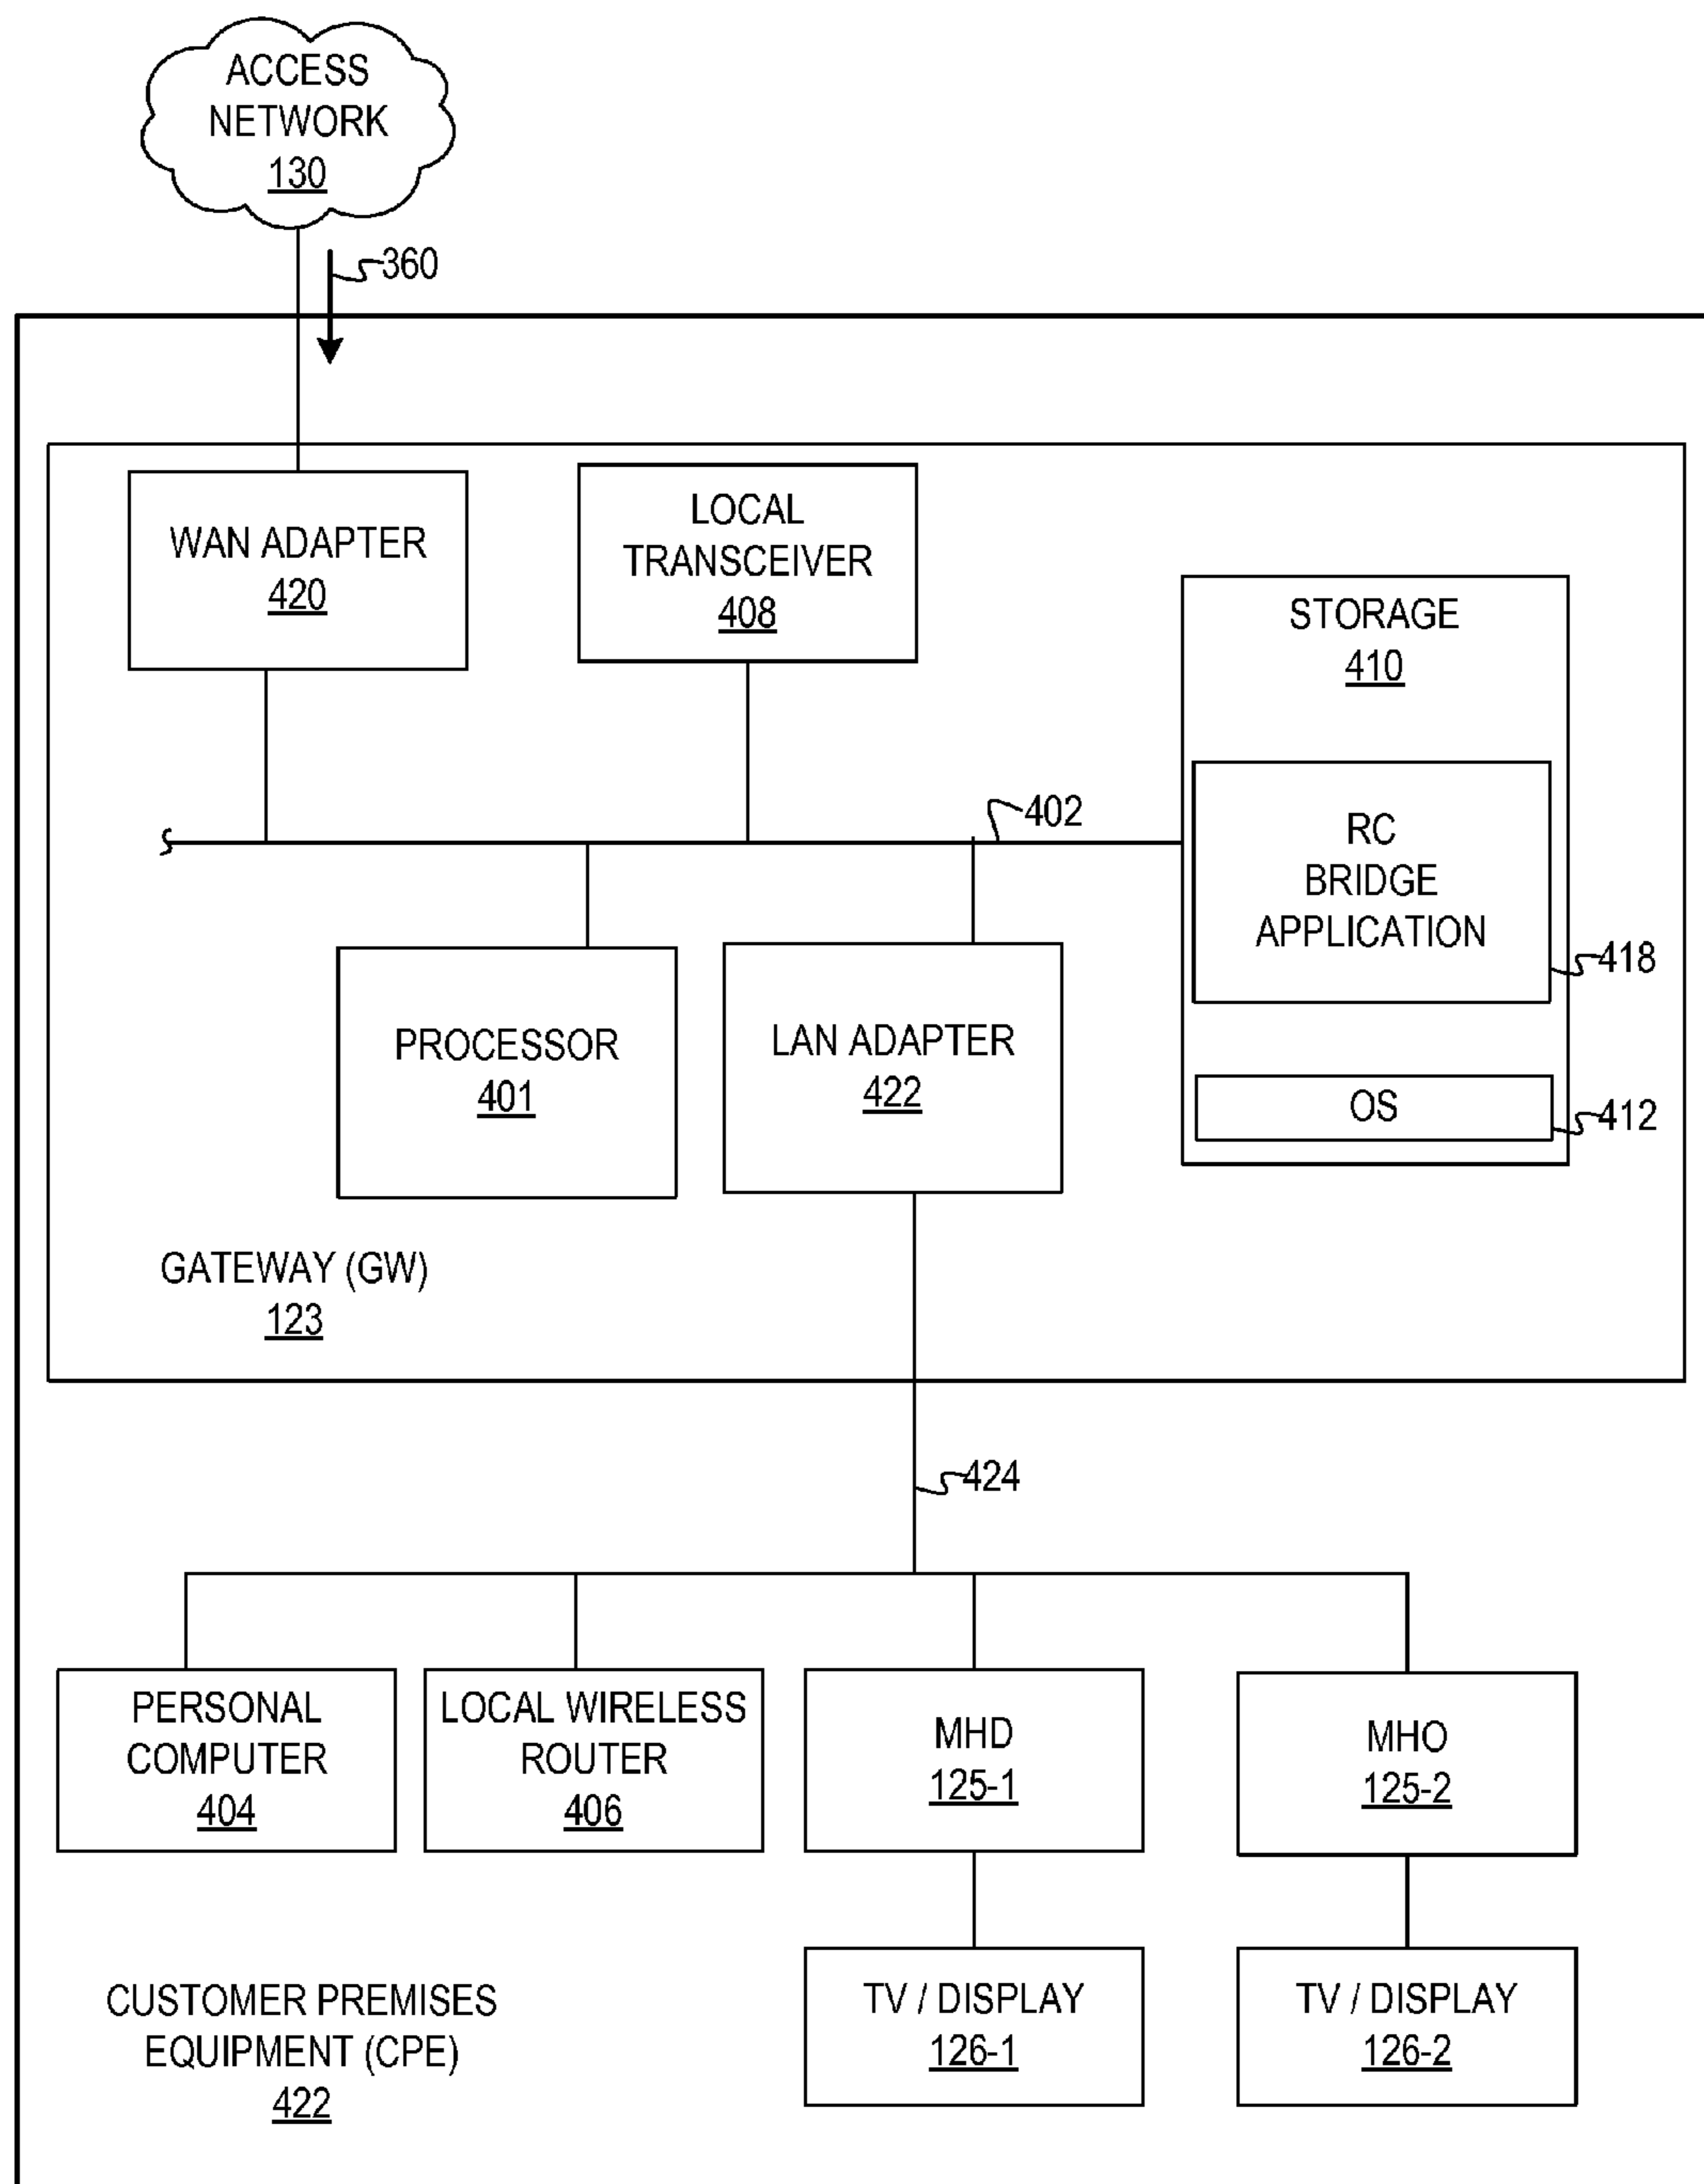 ACCESS
NETWORK
130
360
WAN ADAPTER
420
LOCAL
TRANSCEIVER
408
STORAGE
410
402
RC
BRIDGE
APPLICATION
418
PROCESSOR
401
LAN ADAPTER
422
OS
412
GATEWAY (GW)
123
424
PERSONAL
COMPUTER
404
LOCAL WIRELESS
ROUTER
406
MHD
125-1
MHO
125-2
CUSTOMER PREMISES
EQUIPMENT (CPE)
422
TV / DISPLAY
126-1
TV / DISPLAY
126-2